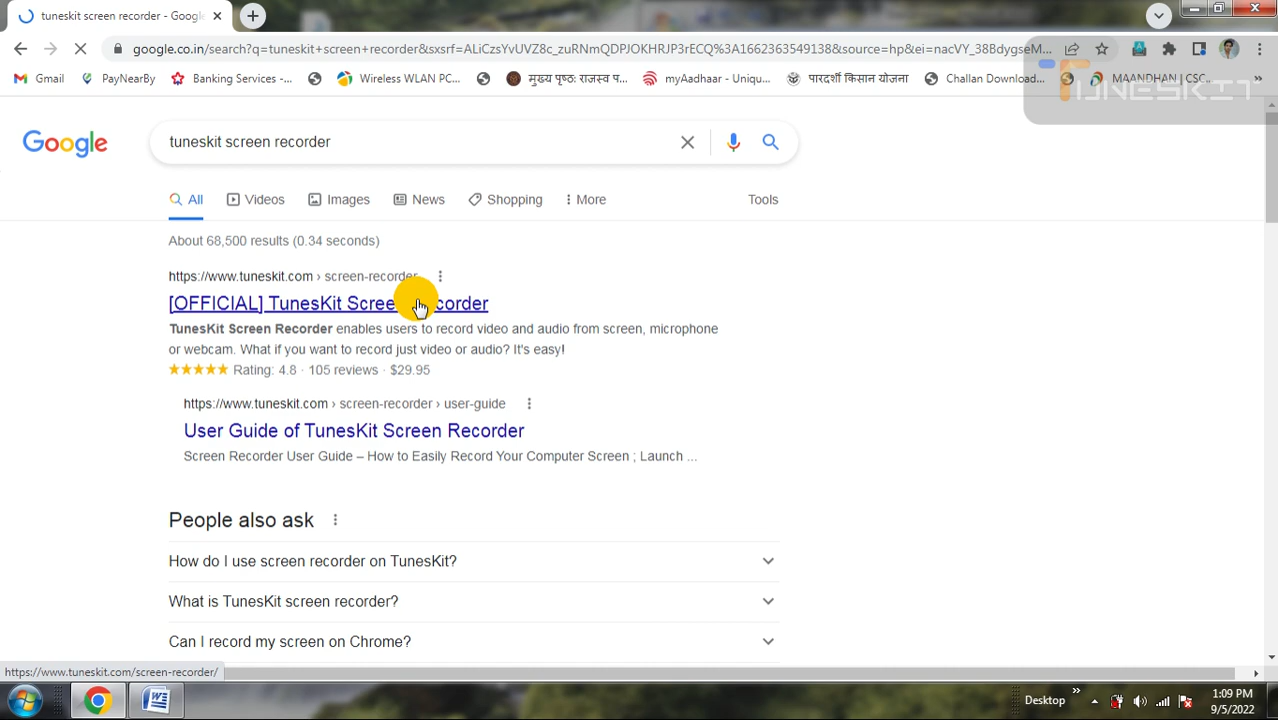 tuneskit screen recorder - Google
google.co.in/search?q=tuneskit+screen+recorder&sxsrf=ALiCzsYvUVZ8c_zuRNmQDPJOKHRJP3rECQ%3A1662363549138&source=hp&ei=nacVY_38BdygseM...
Gmail PayNearBy Banking Services -... Wireless WLAN PC... मुख्य पृष्ठ: राजस्व प... myAadhaar - Uniqu... पारदर्शी किसान योजना Challan Download... MAANDHAN | CSC... »
TUNESKIT
Google
tuneskit screen recorder
All Videos Images News Shopping More Tools
About 68,500 results (0.34 seconds)
https://www.tuneskit.com › screen-recorder
[OFFICIAL] TunesKit Screen Recorder
TunesKit Screen Recorder enables users to record video and audio from screen, microphone
or webcam. What if you want to record just video or audio? It's easy!
★★★★★ Rating: 4.8 · 105 reviews · $29.95
https://www.tuneskit.com › screen-recorder › user-guide
User Guide of TunesKit Screen Recorder
Screen Recorder User Guide – How to Easily Record Your Computer Screen ; Launch ...
People also ask
How do I use screen recorder on TunesKit?
What is TunesKit screen recorder?
Can I record my screen on Chrome?
https://www.tuneskit.com/screen-recorder/
Desktop »
1:09 PM
9/5/2022